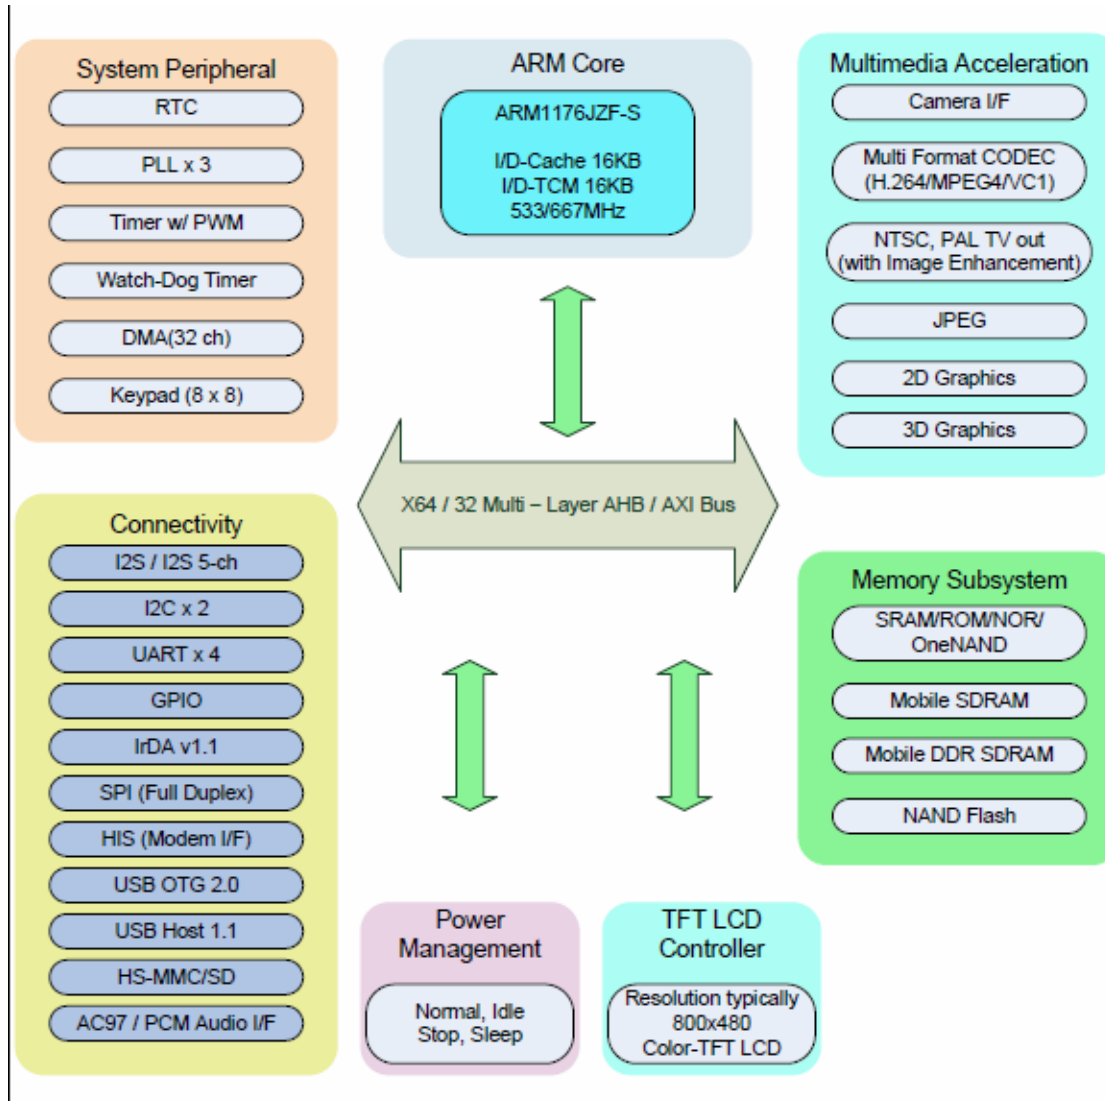 System Peripheral
RTC
PLL x 3
Timer w/ PWM
Watch-Dog Timer
DMA(32 ch)
Keypad (8 x 8)
ARM Core
ARM1176JZF-S
I/D-Cache 16KB
I/D-TCM 16KB
533/667MHz
Multimedia Acceleration
Camera I/F
Multi Format CODEC
(H.264/MPEG4/VC1)
NTSC, PAL TV out
(with Image Enhancement)
JPEG
2D Graphics
3D Graphics
X64 / 32 Multi – Layer AHB / AXI Bus
Connectivity
I2S / I2S 5-ch
I2C x 2
UART x 4
GPIO
IrDA v1.1
SPI (Full Duplex)
HIS (Modem I/F)
USB OTG 2.0
USB Host 1.1
HS-MMC/SD
AC97 / PCM Audio I/F
Memory Subsystem
SRAM/ROM/NOR/
OneNAND
Mobile SDRAM
Mobile DDR SDRAM
NAND Flash
Power
Management
Normal, Idle
Stop, Sleep
TFT LCD
Controller
Resolution typically
800x480
Color-TFT LCD